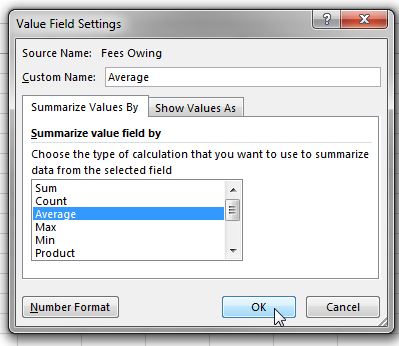 Value Field Settings
Source Name: Fees Owing
Custom Name: Average
Summarize Values By Show Values As
Summarize value field by
Choose the type of calculation that you want to use to summarize
data from the selected field
Sum
Count
Average
Max
Min
Product
Number Format OK Cancel